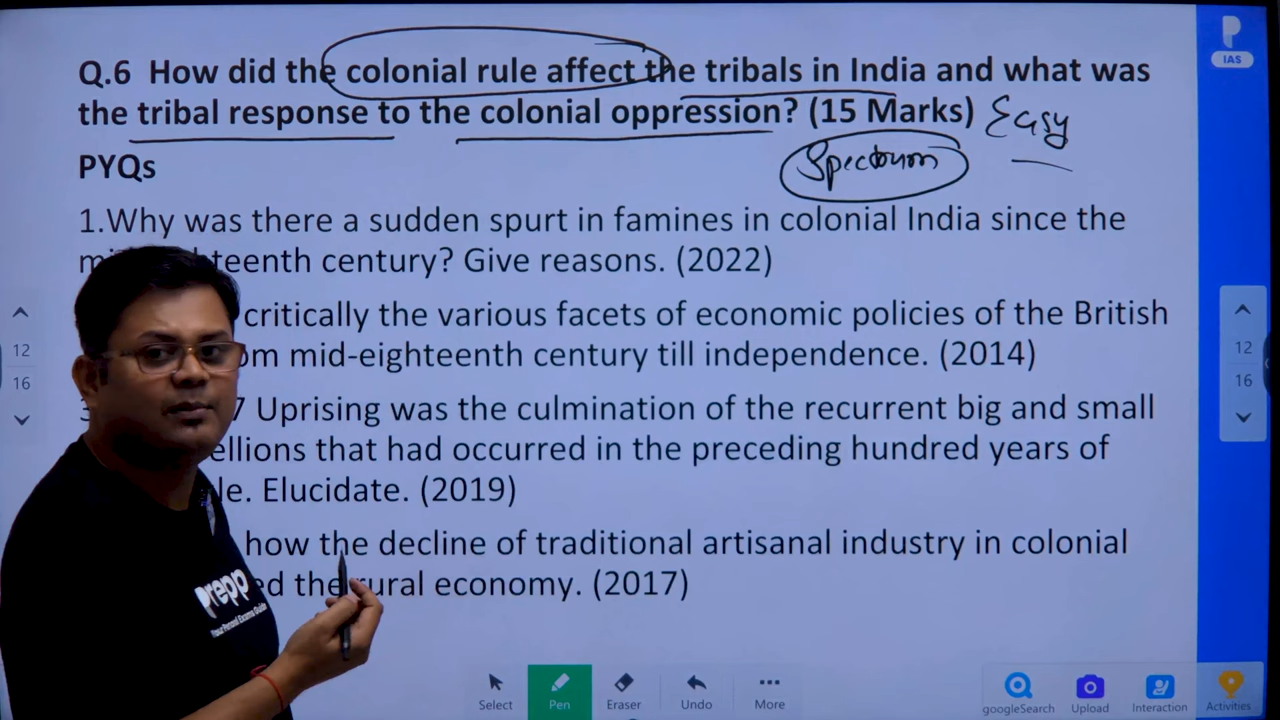 IAS
Q.6 How did the colonial rule affect the tribals in India and what was
the tribal response to the colonial oppression? (15 Marks) Easy
PYQs
Spectrum
1.Why was there a sudden spurt in famines in colonial India since the
teenth century? Give reasons. (2022)
critically the various facets of economic policies of the British
om mid-eighteenth century till independence. (2014)
7 Uprising was the culmination of the recurrent big and small
ellions that had occurred in the preceding hundred years of
le. Elucidate. (2019)
how the decline of traditional artisanal industry in colonial
ed the rural economy. (2017)
12
16
12
16
prepp
Your Personal Exams Guide
Select
Pen
Eraser
Undo
More
googleSearch
Upload
Interaction
Activities